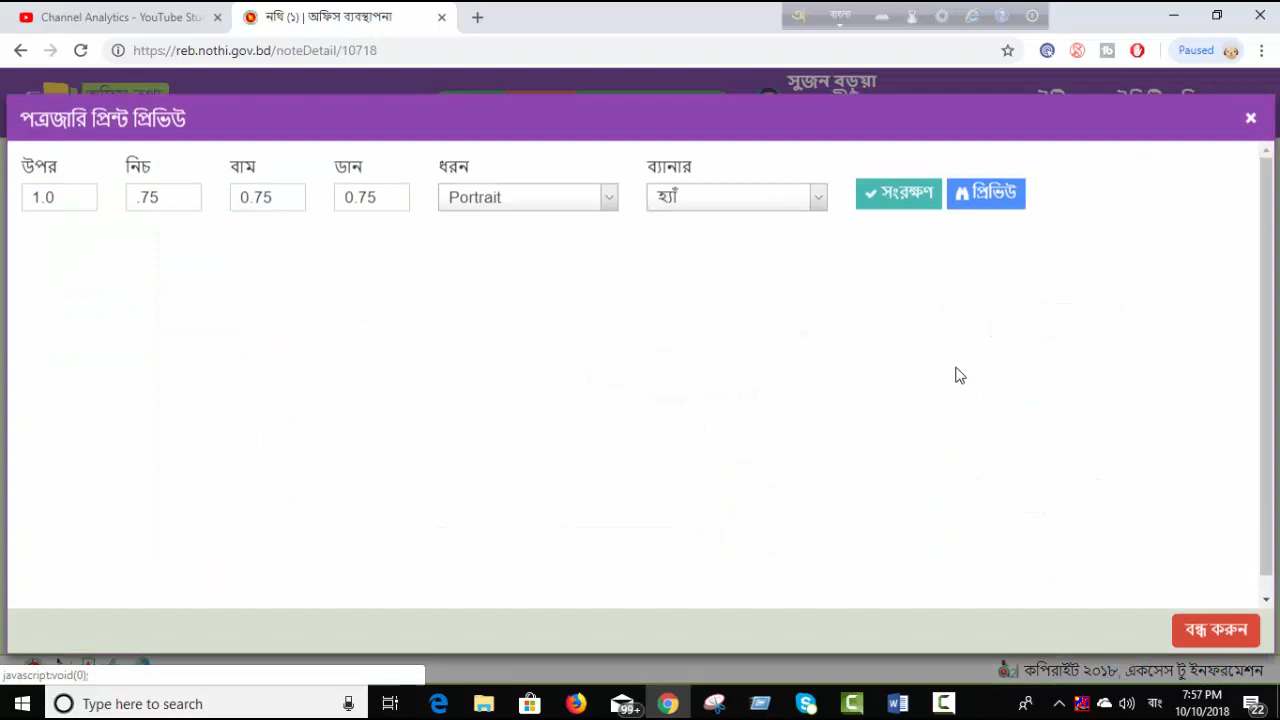 Channel Analytics - YouTube Stu
নথি (১) | অফিস ব্যবস্থাপনা
বাংলা
https://reb.nothi.gov.bd/noteDetail/10718
Paused
সুজন বড়ুয়া
পত্রজারি প্রিন্ট প্রিভিউ
উপর নিচ বাম ডান ধরন ব্যানার
1.0 .75 0.75 0.75 Portrait হ্যাঁ সংরক্ষণ প্রিভিউ
বন্ধ করুন
javascript:void(0);
কপিরাইট ২০১৮, একসেস টু ইনফরমেশন
Type here to search
99+
বাং
7:57 PM
10/10/2018
22